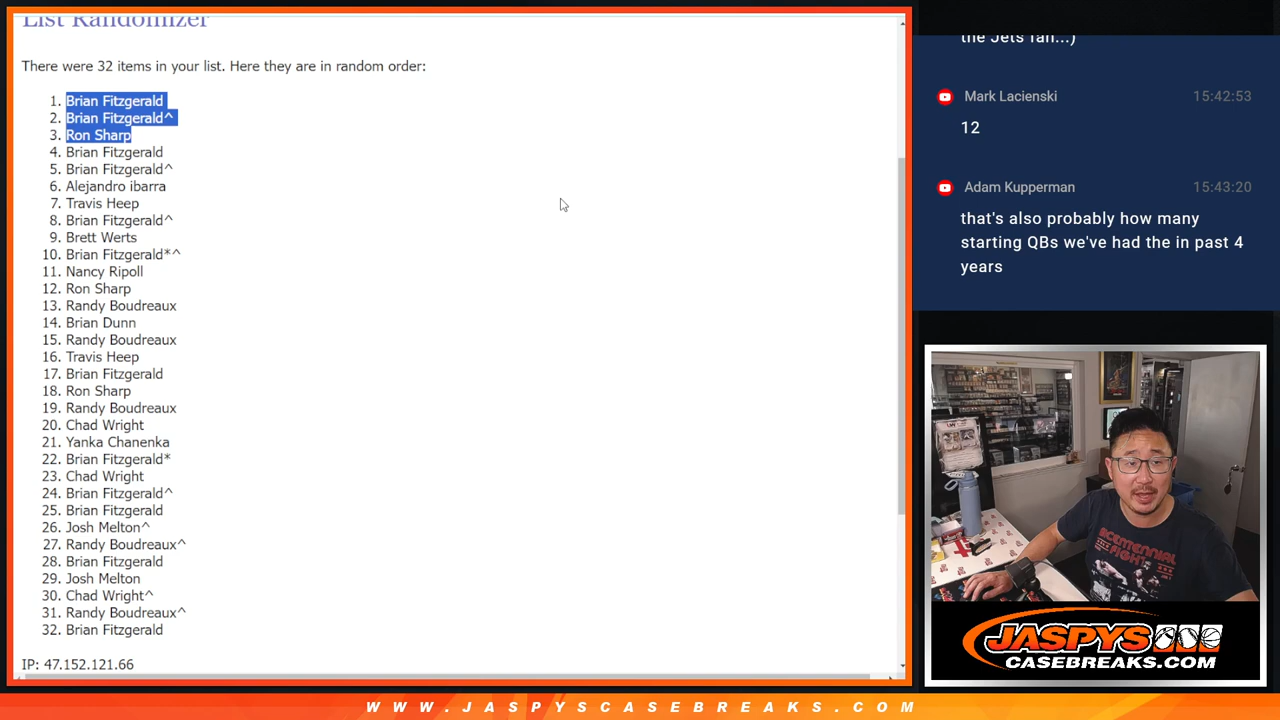 List Randomizer
There were 32 items in your list. Here they are in random order:
1. Brian Fitzgerald
2. Brian Fitzgerald^
3. Ron Sharp
4. Brian Fitzgerald
5. Brian Fitzgerald^
6. Alejandro ibarra
7. Travis Heep
8. Brian Fitzgerald^
9. Brett Werts
10. Brian Fitzgerald*^
11. Nancy Ripoll
12. Ron Sharp
13. Randy Boudreaux
14. Brian Dunn
15. Randy Boudreaux
16. Travis Heep
17. Brian Fitzgerald
18. Ron Sharp
19. Randy Boudreaux
20. Chad Wright
21. Yanka Chanenka
22. Brian Fitzgerald*
23. Chad Wright
24. Brian Fitzgerald^
25. Brian Fitzgerald
26. Josh Melton^
27. Randy Boudreaux^
28. Brian Fitzgerald
29. Josh Melton
30. Chad Wright^
31. Randy Boudreaux^
32. Brian Fitzgerald
IP: 47.152.121.66
the Jets fan...)
Mark Lacienski 15:42:53
12
Adam Kupperman 15:43:20
that's also probably how many
starting QBs we've had the in past 4
years
BICENTENNIAL
FIGHT
JASPYS
CASEBREAKS.COM
WWW.JASPYSCASEBREAKS.COM